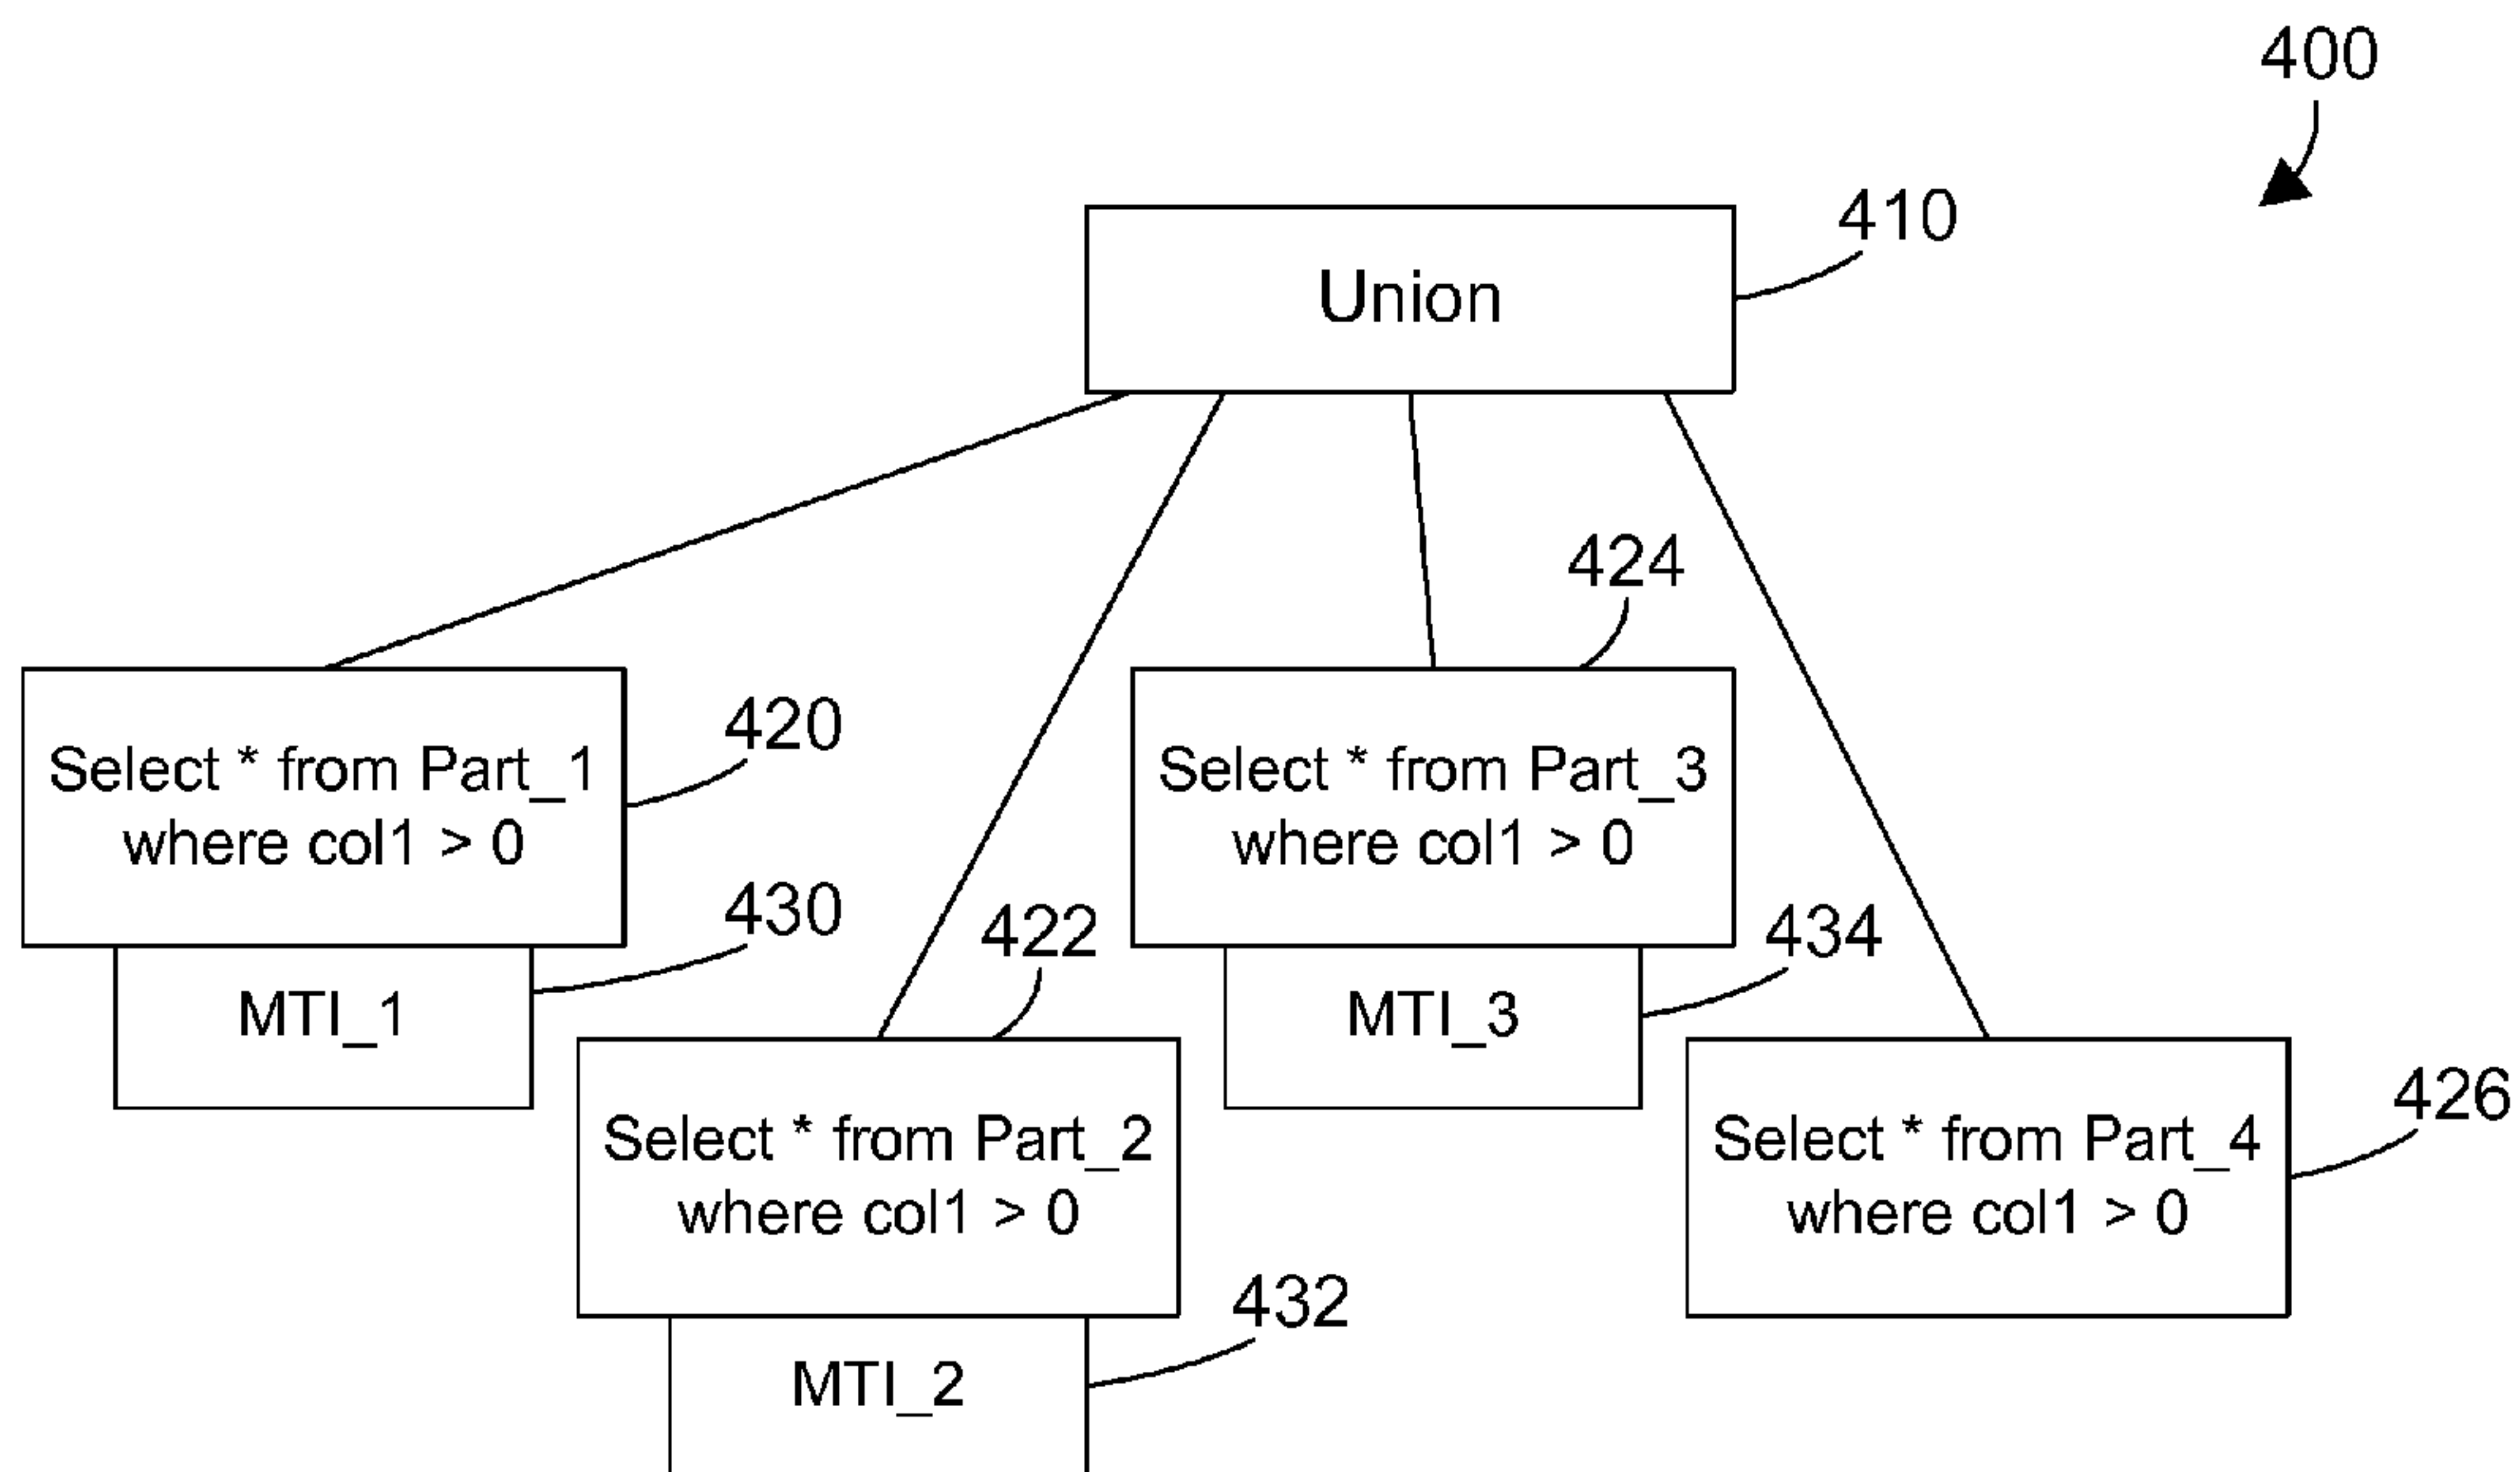 400
410
Union
424
420
Select * from Part_1
where col1 > 0
Select * from Part_3
where col1 > 0
430
422
434
MTI_1
MTI_3
426
Select * from Part_2
where col1 > 0
Select * from Part_4
where col1 > 0
432
MTI_2